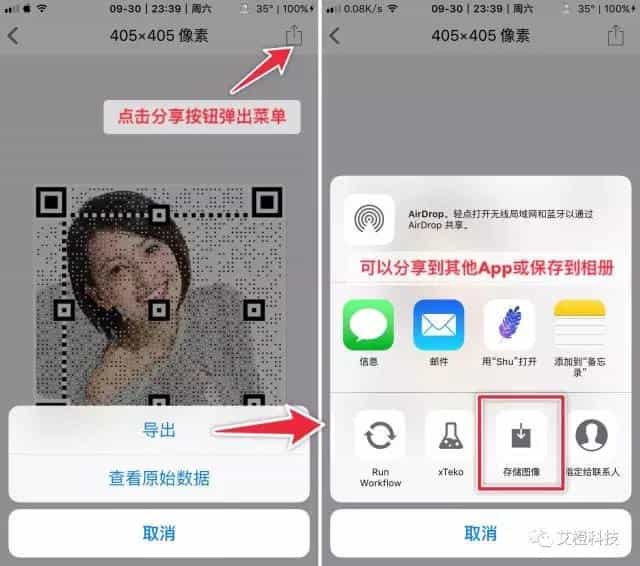 09-30 | 23:39 | 周六
35° | 100%
405×405 像素
点击分享按钮弹出菜单
导出
查看原始数据
取消
0.08K/s
09-30 | 23:39 | 周六
35° | 100%
405×405 像素
AirDrop。轻点打开无线局域网和蓝牙以通过
AirDrop 共享。
可以分享到其他App或保存到相册
信息
邮件
用“Shu”打开
添加到“备忘
录”
Run
Workflow
xTeko
存储图像
指定给联系人
取消
艾橙科技